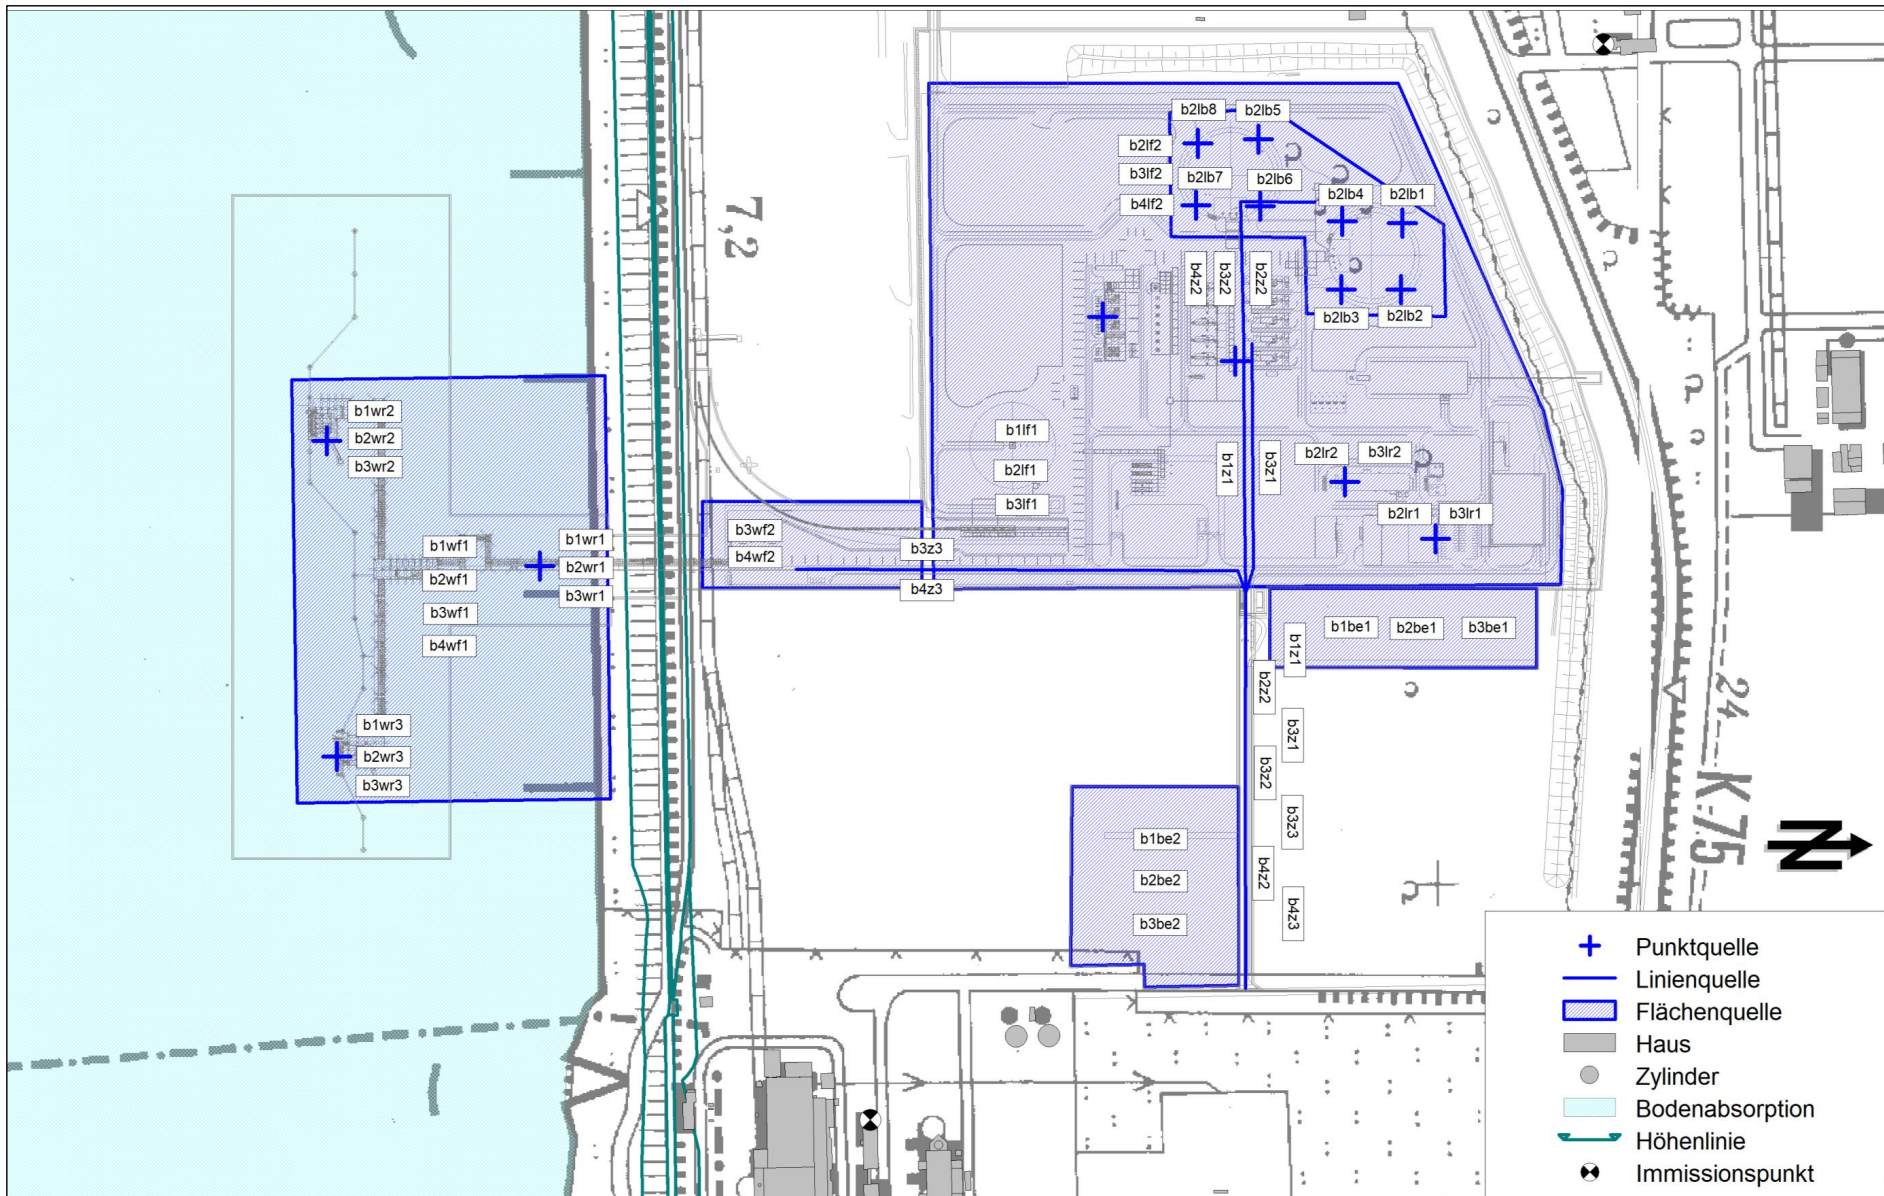 b2lb8
b2lb5
b2lf2
b3lf2
b4lf2
b2lb7
b2lb6
b2lb4
b2lb1
7,2
b4z2
b3z2
b2z2
b2lb3
b2lb2
b1wr2
b2wr2
b3wr2
b1lf1
b2lf1
b3lf1
b1z1
b3z1
b2lr2
b3lr2
b2lr1
b3lr1
b3wf2
b4wf2
b3z3
b4z3
b1wf1
b2wf1
b3wf1
b4wf1
b1wr1
b2wr1
b3wr1
b1be1
b2be1
b3be1
b1z1
b2z2
b3z1
b3z2
b3z3
b4z2
b4z3
b1wr3
b2wr3
b3wr3
b1be2
b2be2
b3be2
24
K.75
N
Punktquelle
Linienquelle
Flächenquelle
Haus
Zylinder
Bodenabsorption
Höhenlinie
Immissionspunkt